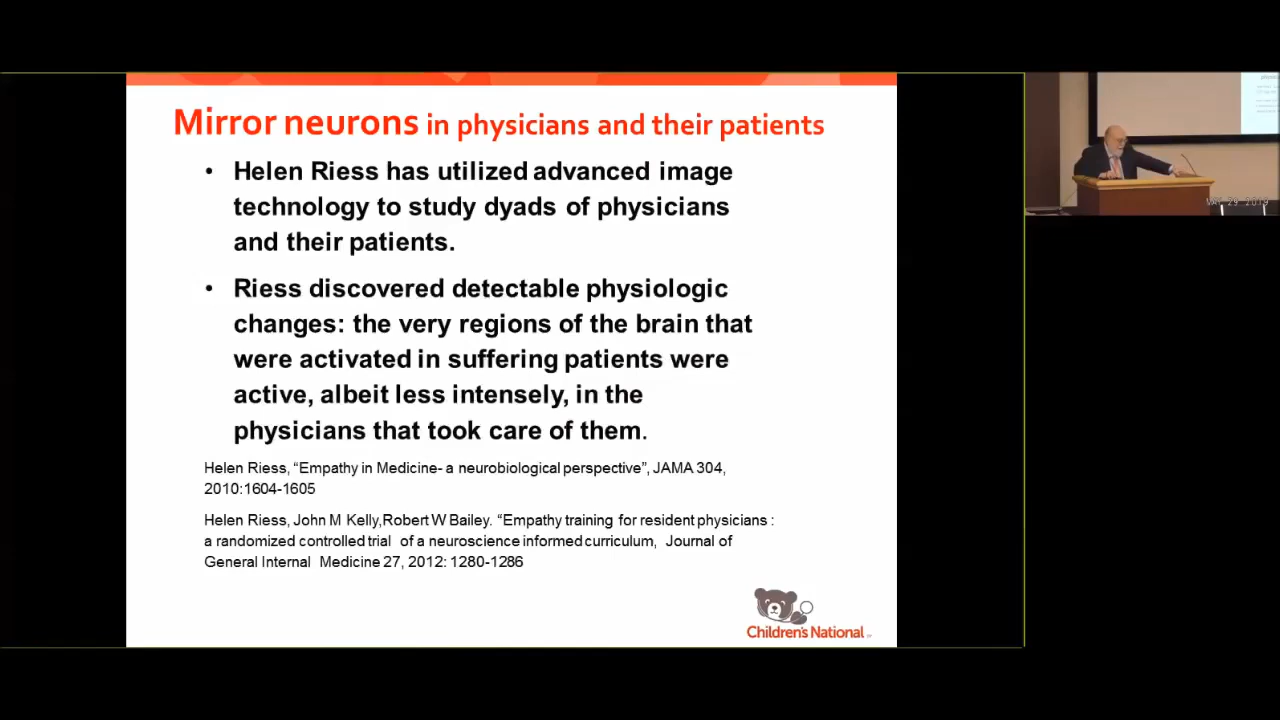 Mirror neurons in physicians and their patients
• Helen Riess has utilized advanced image
technology to study dyads of physicians
and their patients.
• Riess discovered detectable physiologic
changes: the very regions of the brain that
were activated in suffering patients were
active, albeit less intensely, in the
physicians that took care of them.
Helen Riess, “Empathy in Medicine- a neurobiological perspective”, JAMA 304,
2010:1604-1605
Helen Riess, John M Kelly,Robert W Bailey. “Empathy training for resident physicians :
a randomized controlled trial of a neuroscience informed curriculum, Journal of
General Internal Medicine 27, 2012: 1280-1286
Children's National
MAY 29 2019